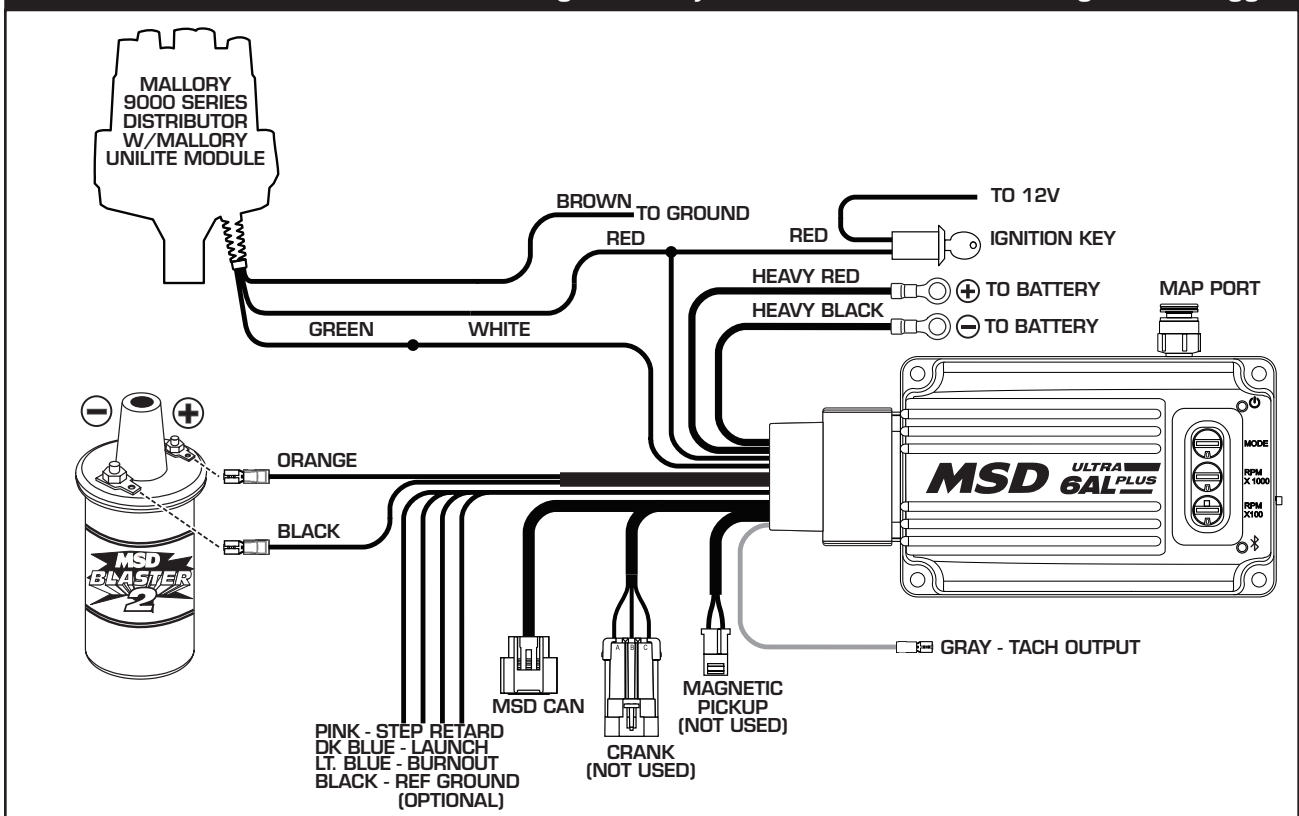 MALLORY
9000 SERIES
DISTRIBUTOR
W/MALLORY
UNILITE MODULE
BROWN
TO GROUND
TO 12V
RED
RED
IGNITION KEY
HEAVY RED
+ TO BATTERY
MAP PORT
HEAVY BLACK
− TO BATTERY
GREEN
WHITE
− +
ORANGE
BLACK
MSD
BLASTER
2
MSD ULTRA
6AL PLUS
MODE
RPM
X 1000
RPM
X100
GRAY - TACH OUTPUT
A B C
MSD CAN
MAGNETIC
PICKUP
(NOT USED)
CRANK
(NOT USED)
PINK - STEP RETARD
DK BLUE - LAUNCH
LT. BLUE - BURNOUT
BLACK - REF GROUND
(OPTIONAL)